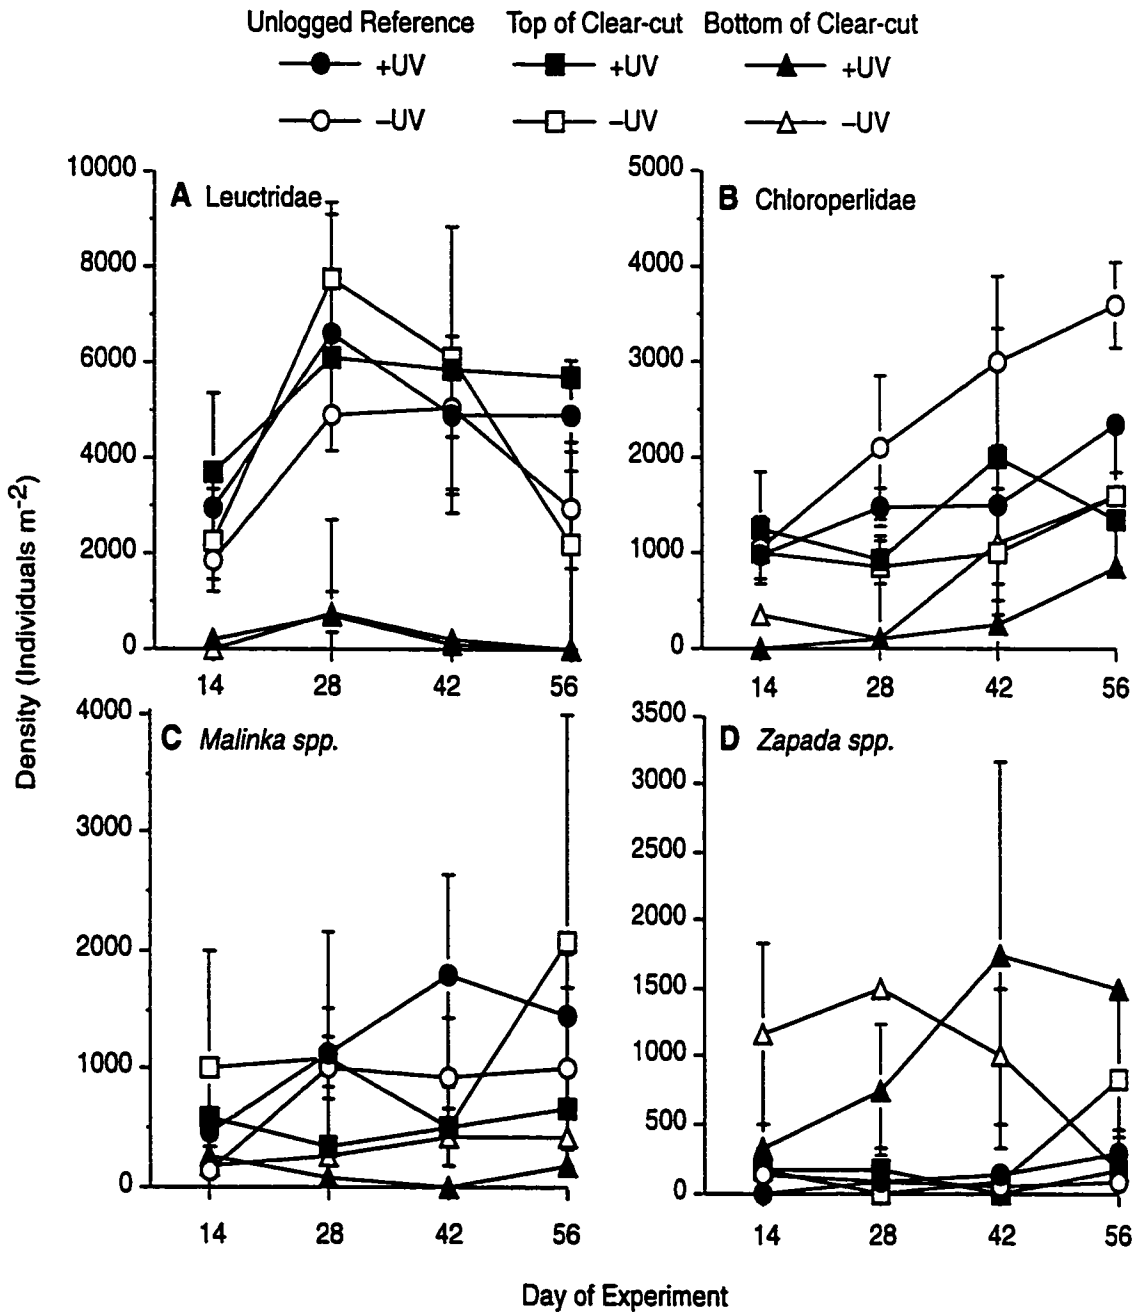 Unlogged Reference Top of Clear-cut Bottom of Clear-cut
+UV +UV +UV
−UV −UV −UV
A Leuctridae
10000
8000
6000
4000
2000
0
14 28 42 56
B Chloroperlidae
5000
4000
3000
2000
1000
0
14 28 42 56
C Malinka spp.
4000
3000
2000
1000
0
14 28 42 56
D Zapada spp.
3500
3000
2500
2000
1500
1000
500
0
14 28 42 56
Density (Individuals m⁻²)
Day of Experiment